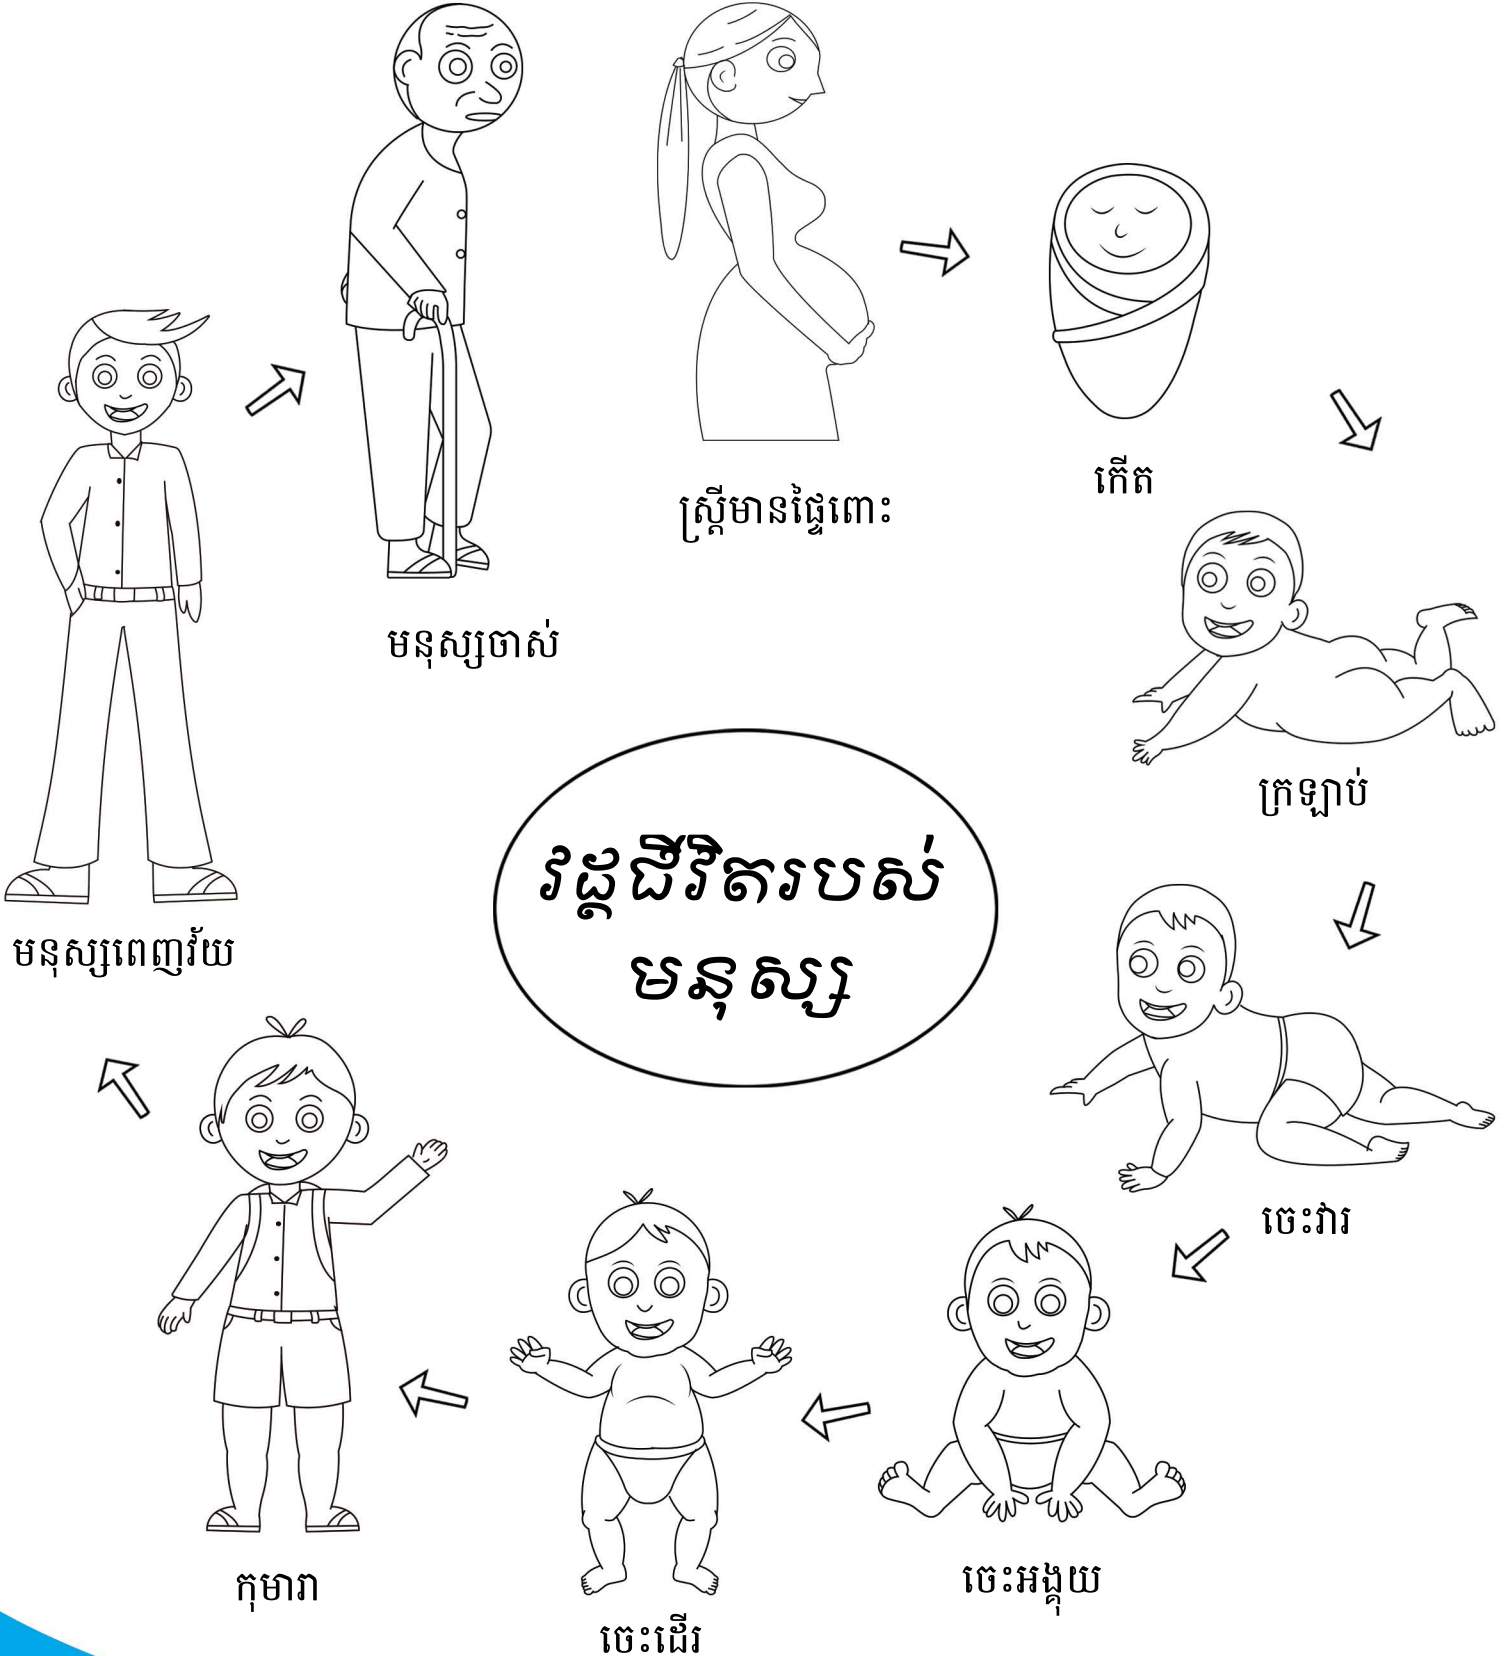 វដ្តជីវិតរបស់
មនុស្ស
ស្ត្រីមានផ្ទៃពោះ
កើត
ក្រឡាប់
ចេះវារ
ចេះអង្គុយ
ចេះដើរ
កុមារា
មនុស្សពេញវ័យ
មនុស្សចាស់